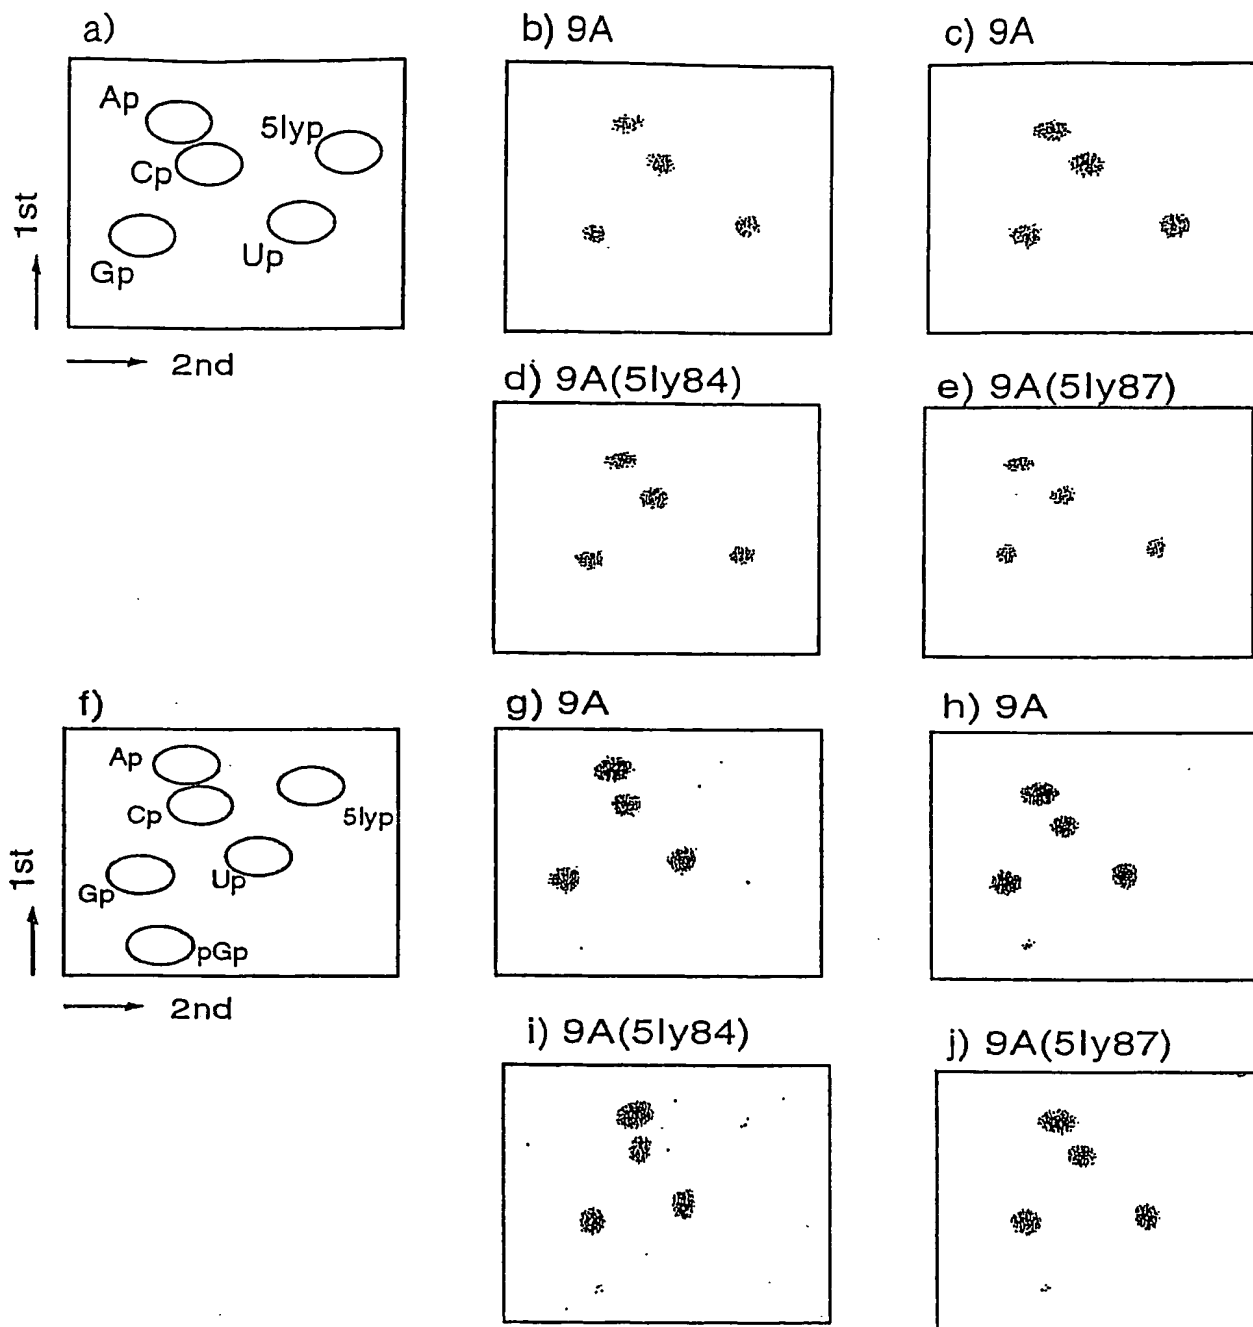 a)
Ap
5lyp
Cp
Gp
Up
1st
2nd
b) 9A
c) 9A
d) 9A(5ly84)
e) 9A(5ly87)
f)
Ap
Cp
5lyp
Gp
Up
pGp
1st
2nd
g) 9A
h) 9A
i) 9A(5ly84)
j) 9A(5ly87)